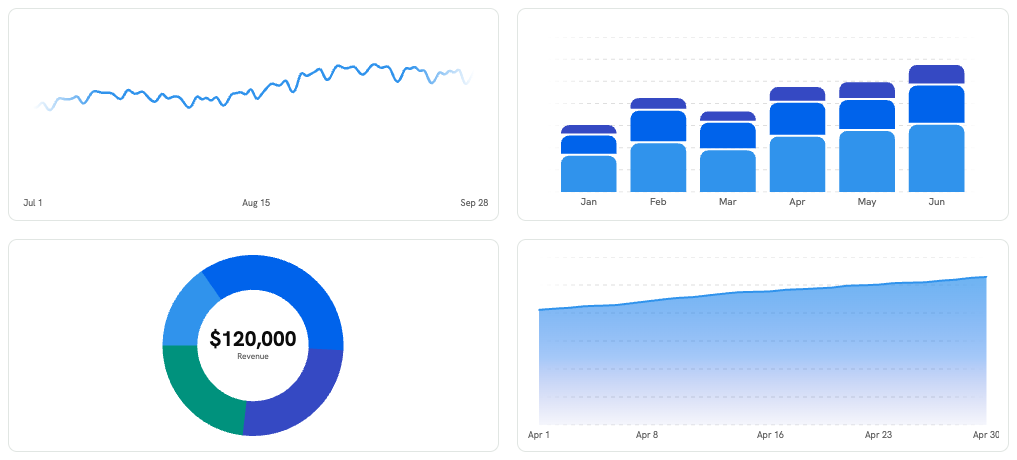 Jul 1
Aug 15
Sep 28
Jan
Feb
Mar
Apr
May
Jun
$120,000
Revenue
Apr 1
Apr 8
Apr 16
Apr 23
Apr 30